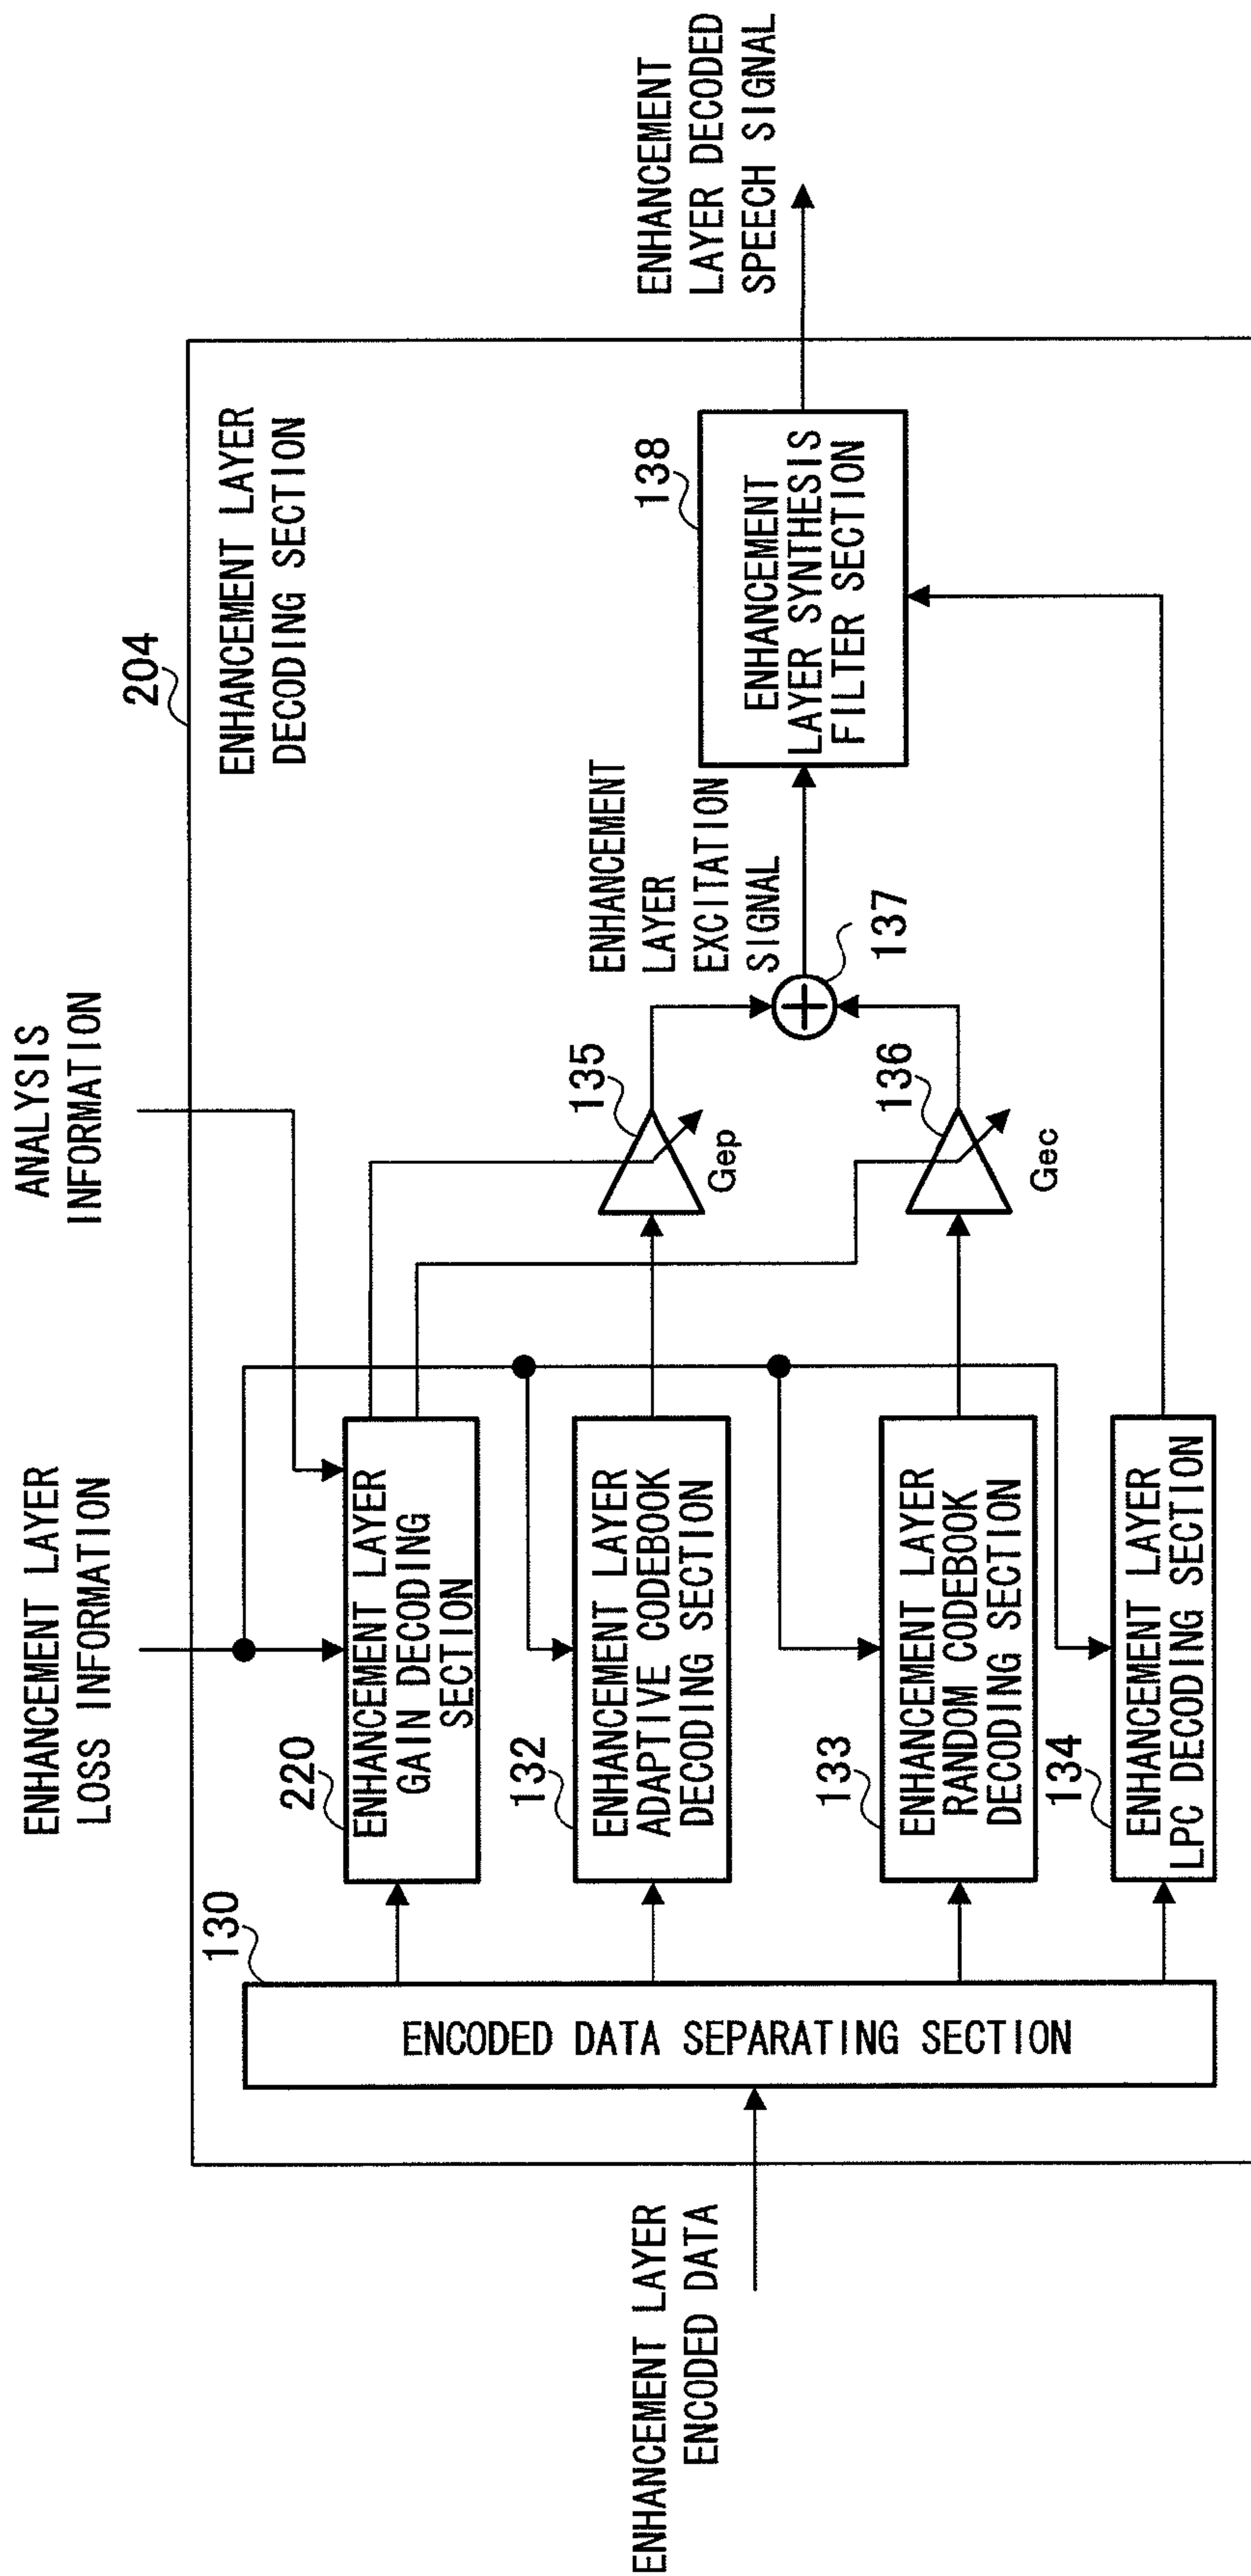 ENHANCEMENT LAYER
LOSS INFORMATION
ANALYSIS
INFORMATION
204
ENHANCEMENT LAYER
DECODING SECTION
ENHANCEMENT LAYER
ENCODED DATA
130
ENCODED DATA SEPARATING SECTION
220
ENHANCEMENT LAYER
GAIN DECODING
SECTION
132
ENHANCEMENT LAYER
ADAPTIVE CODEBOOK
DECODING SECTION
133
ENHANCEMENT LAYER
RANDOM CODEBOOK
DECODING SECTION
134
ENHANCEMENT LAYER
LPC DECODING SECTION
135
Gep
136
Gec
137
ENHANCEMENT
LAYER
EXCITATION
SIGNAL
138
ENHANCEMENT
LAYER SYNTHESIS
FILTER SECTION
ENHANCEMENT
LAYER DECODED
SPEECH SIGNAL